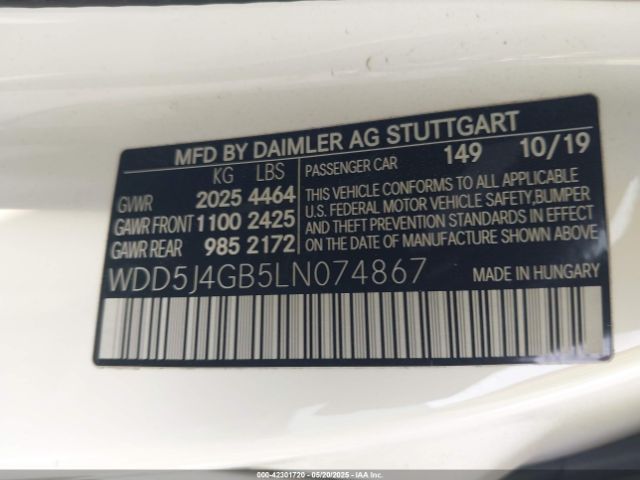 MFD BY DAIMLER AG STUTTGART
KG LBS
GVWR 2025 4464
GAWR FRONT 1100 2425
GAWR REAR 985 2172
PASSENGER CAR 149 10/19
THIS VEHICLE CONFORMS TO ALL APPLICABLE
U.S. FEDERAL MOTOR VEHICLE SAFETY,BUMPER
AND THEFT PREVENTION STANDARDS IN EFFECT
ON THE DATE OF MANUFACTURE SHOWN ABOVE.
WDD5J4GB5LN074867 MADE IN HUNGARY
©-42301720 — 05/20/2025 — IAA Inc.